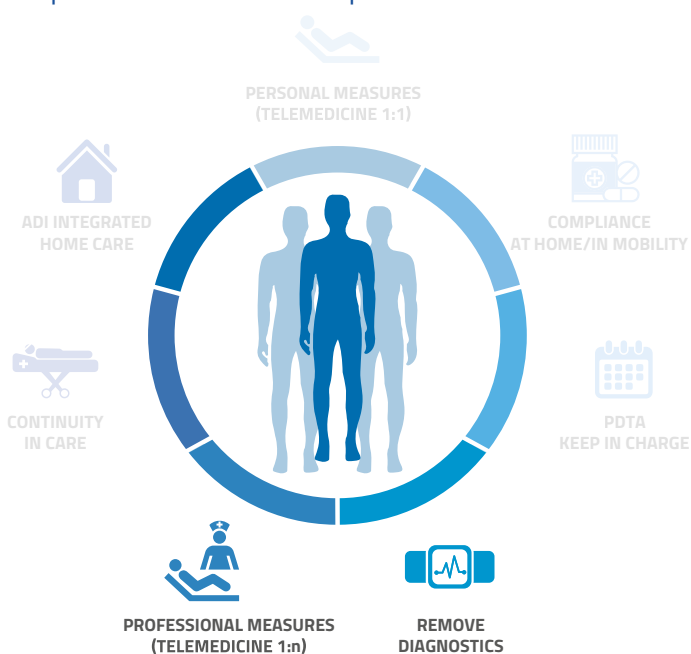 PERSONAL MEASURES
(TELEMEDICINE 1:1)
ADI INTEGRATED
HOME CARE
COMPLIANCE
AT HOME/IN MOBILITY
CONTINUITY
IN CARE
PDTA
KEEP IN CHARGE
PROFESSIONAL MEASURES
(TELEMEDICINE 1:n)
REMOVE
DIAGNOSTICS